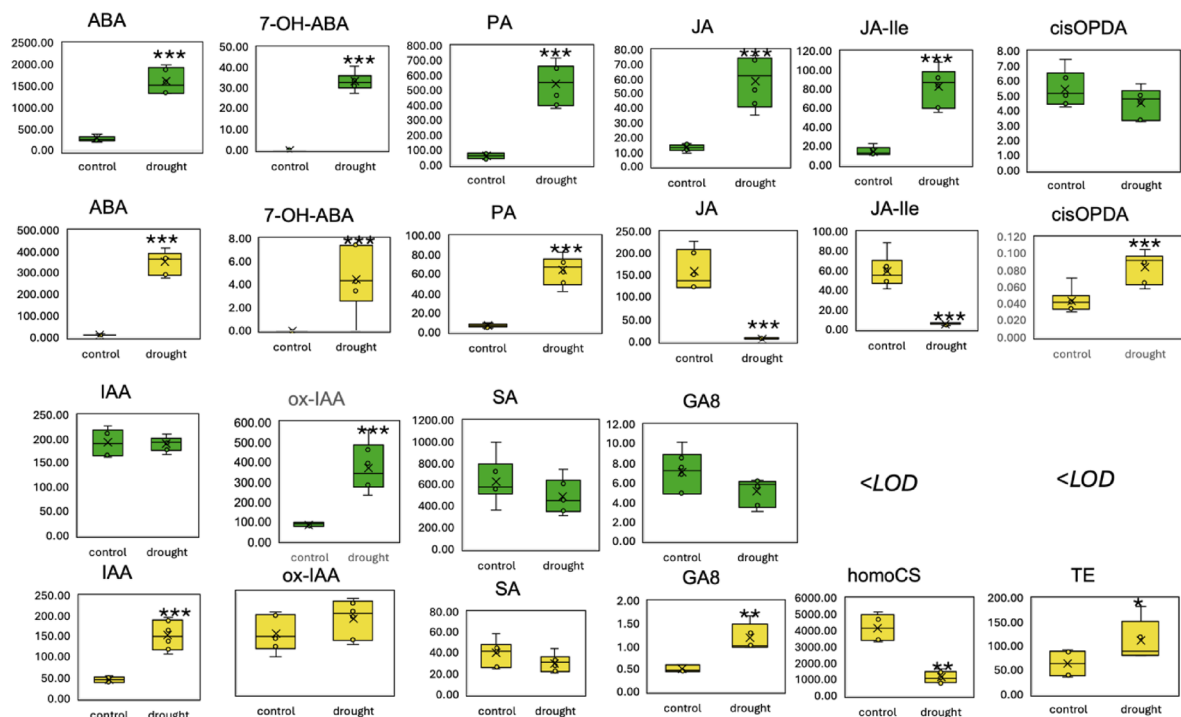 ABA 7-OH-ABA PA JA JA-Ile cisOPDA
2500.00 50.00 800.00 80.00 120.00 8.00
2000.00 40.00 700.00 70.00 100.00 7.00
1500.00 30.00 600.00 60.00 80.00 6.00
1000.00 20.00 500.00 50.00 60.00 5.00
500.00 10.00 400.00 40.00 40.00 4.00
0.00 0.00 300.00 30.00 20.00 3.00
200.00 20.00 0.00 2.00
100.00 10.00 1.00
0.00 0.00 0.00
*** *** *** *** ***
control drought control drought control drought control drought control drought control drought
ABA 7-OH-ABA PA JA JA-Ile cisOPDA
500.000 8.00 100.00 250.00 100.00 0.120
400.000 6.00 80.00 200.00 80.00 0.100
300.000 4.00 60.00 150.00 60.00 0.080
200.000 2.00 40.00 100.00 40.00 0.060
100.000 0.00 20.00 50.00 20.00 0.040
0.000 0.00 0.00 0.00 0.020
0.000
*** *** *** *** *** ***
control drought control drought control drought control drought control drought control drought
IAA ox-IAA SA GA8
250.00 600.00 1200.00 12.00
200.00 500.00 1000.00 10.00
150.00 400.00 800.00 8.00
100.00 300.00 600.00 6.00
50.00 200.00 400.00 4.00
0.00 100.00 200.00 2.00
0.00 0.00 0.00
***
<LOD <LOD
control drought control drought control drought control drought
IAA ox-IAA SA GA8 homoCS TE
200.00 80.00 2.00 6000.00 200.00
150.00 60.00 1.50 5000.00 150.00
100.00 40.00 1.00 4000.00 100.00
50.00 20.00 0.50 3000.00 50.00
0.00 0.00 0.00 2000.00 0.00
1000.00
0.00
*** ** ** *
control drought control drought control drought control drought control drought control drought